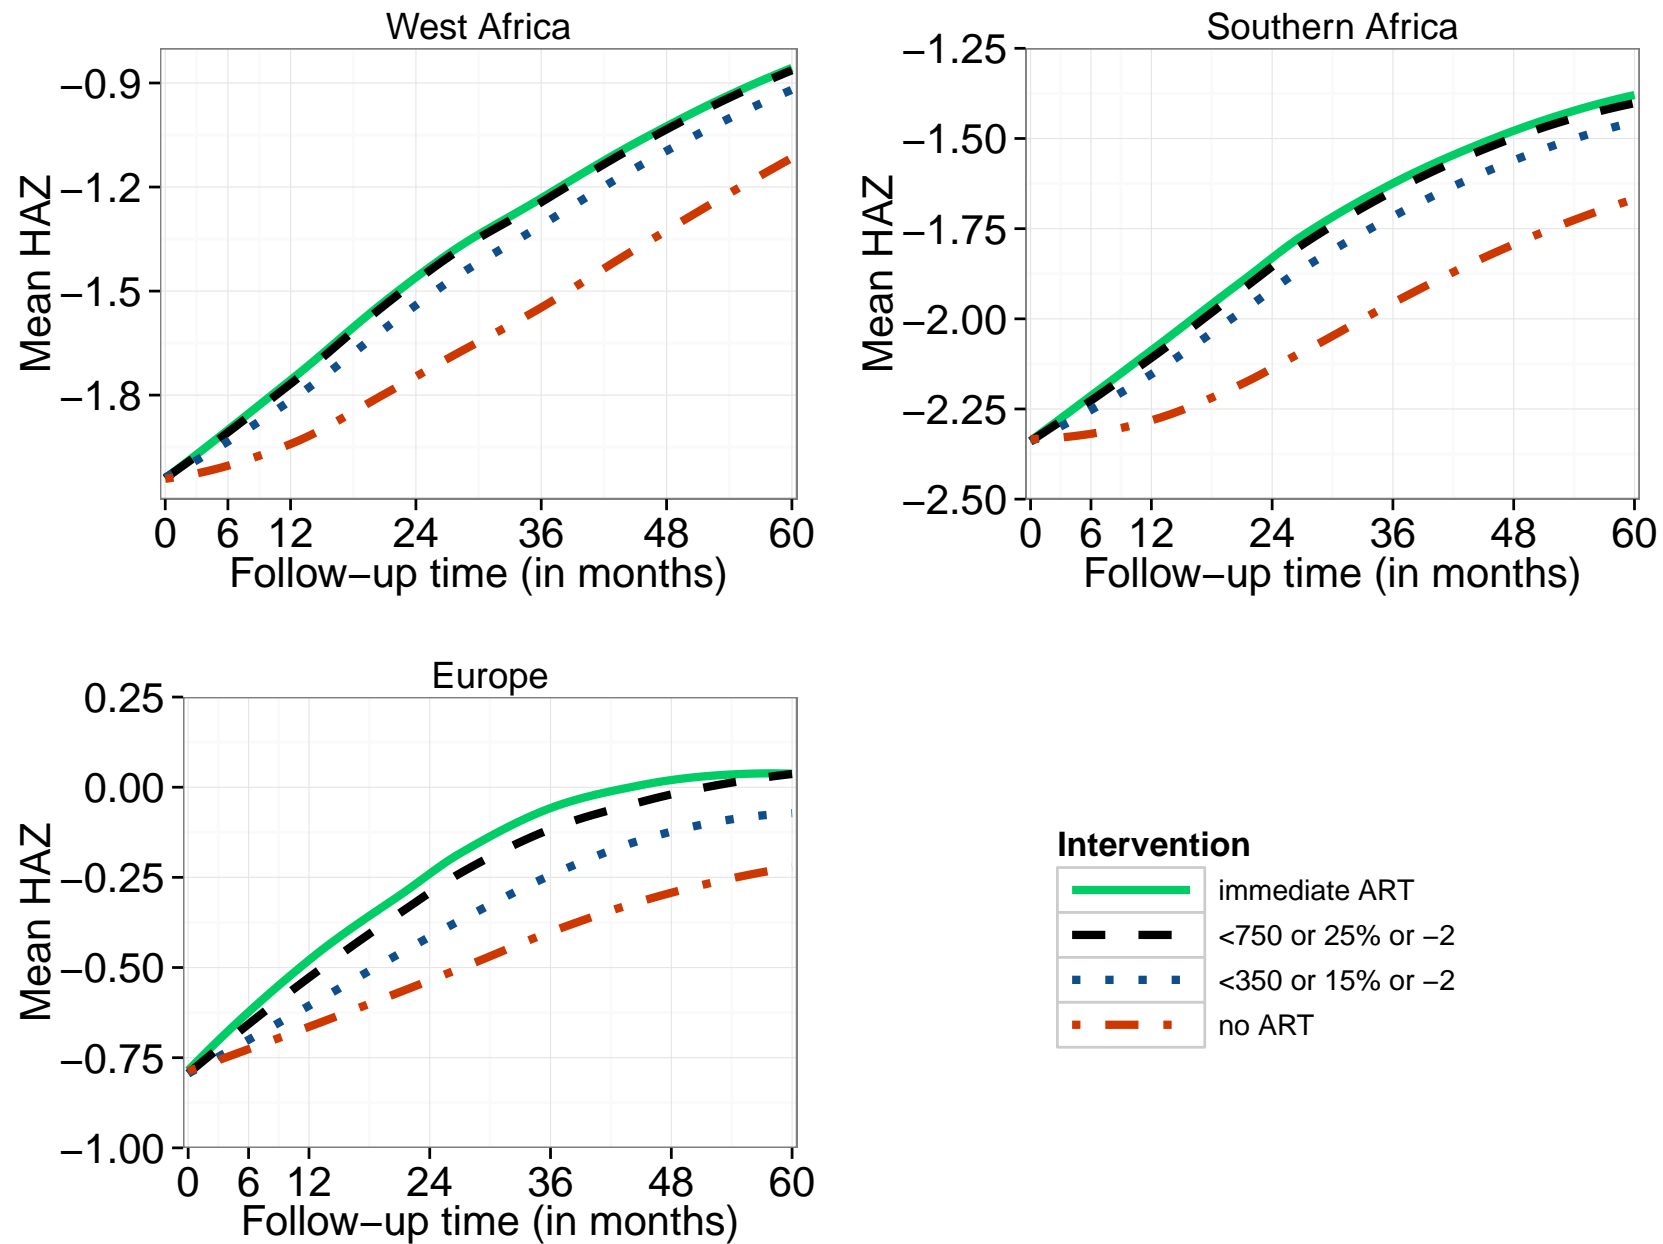 West Africa
Mean HAZ
−0.9
−1.2
−1.5
−1.8
0 6 12 24 36 48 60
Follow−up time (in months)
Southern Africa
Mean HAZ
−1.25
−1.50
−1.75
−2.00
−2.25
−2.50
0 6 12 24 36 48 60
Follow−up time (in months)
Europe
Mean HAZ
0.25
0.00
−0.25
−0.50
−0.75
−1.00
0 6 12 24 36 48 60
Follow−up time (in months)
Intervention
immediate ART
<750 or 25% or −2
<350 or 15% or −2
no ART